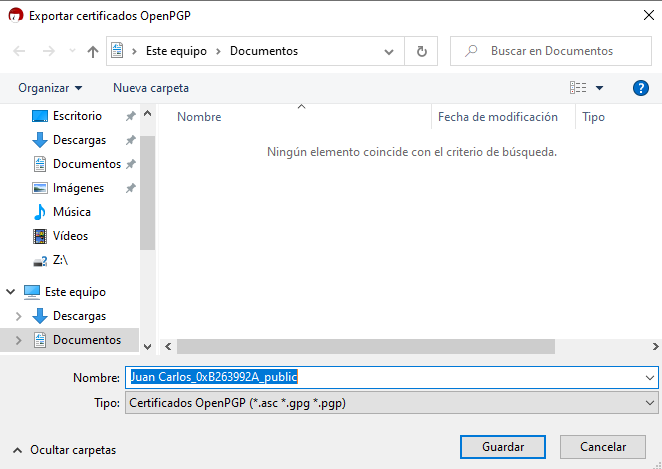 Exportar certificados OpenPGP
Este equipo Documentos
Buscar en Documentos
Organizar Nueva carpeta
Escritorio
Descargas
Documentos
Imágenes
Música
Vídeos
Z:\
Este equipo
Descargas
Documentos
Nombre Fecha de modificación Tipo
Ningún elemento coincide con el criterio de búsqueda.
Nombre: Juan Carlos_0xB263992A_public
Tipo: Certificados OpenPGP (*.asc *.gpg *.pgp)
Ocultar carpetas Guardar Cancelar